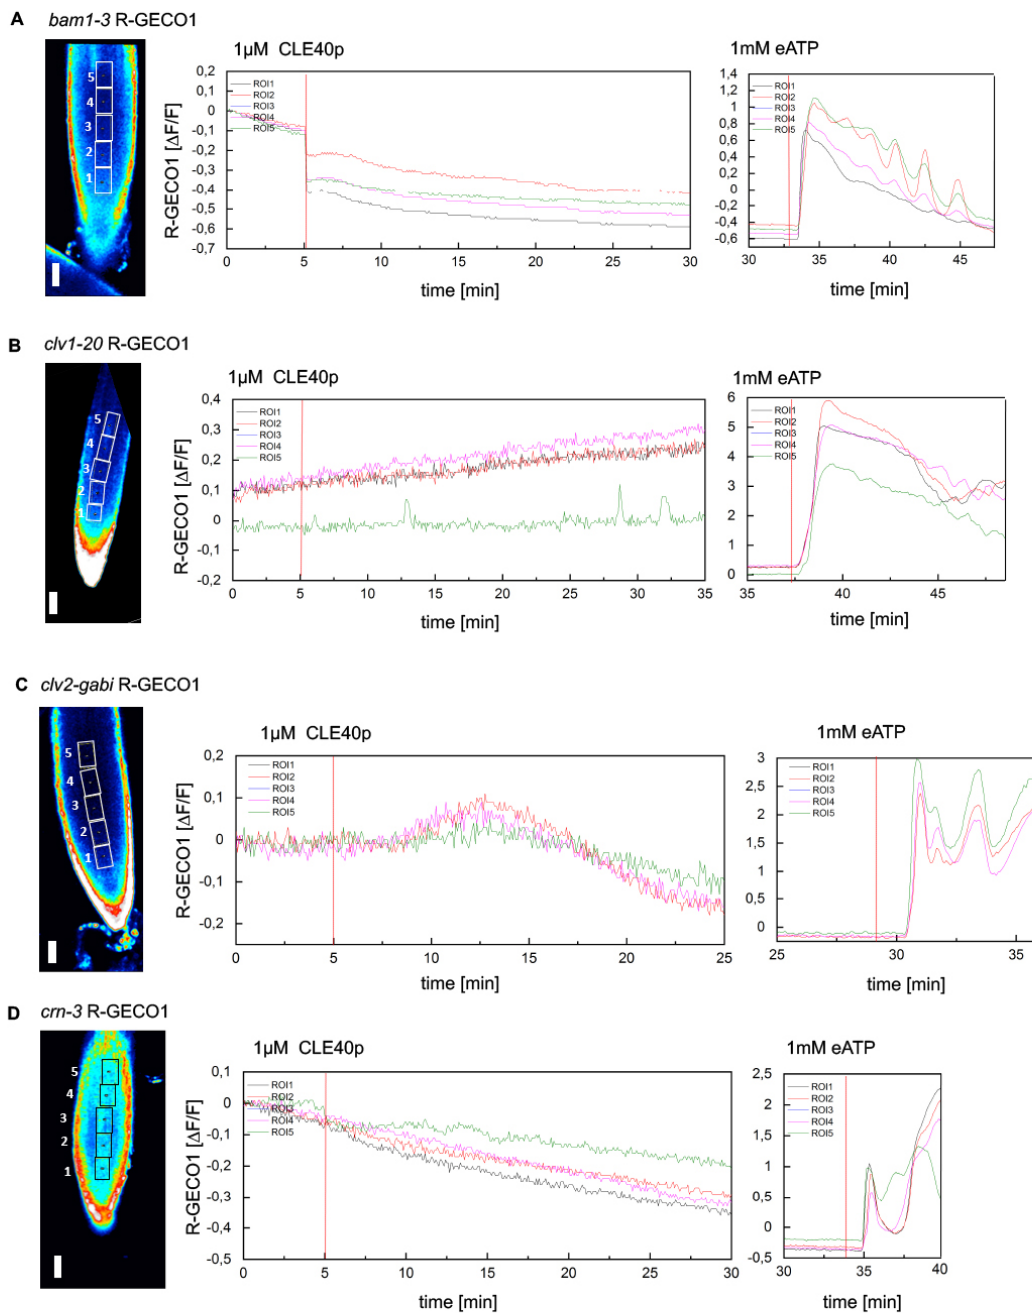 A bam1-3 R-GECO1
1µM CLE40p
1mM eATP
5
4
3
2
1
R-GECO1 [ΔF/F]
0,2
0,1
0
-0,1
-0,2
-0,3
-0,4
-0,5
-0,6
-0,7
ROI1
ROI2
ROI3
ROI4
ROI5
0 5 10 15 20 25 30
time [min]
1,4
1,2
1
0,8
0,6
0,4
0,2
0
-0,2
-0,4
-0,6
ROI1
ROI2
ROI3
ROI4
ROI5
30 35 40 45
time [min]
B clv1-20 R-GECO1
1µM CLE40p
1mM eATP
5
4
3
2
1
R-GECO1 [ΔF/F]
0,4
0,3
0,2
0,1
0
-0,1
-0,2
ROI1
ROI2
ROI3
ROI4
ROI5
0 5 10 15 20 25 30 35
time [min]
6
5
4
3
2
1
0
ROI1
ROI2
ROI3
ROI4
ROI5
35 40 45
time [min]
C clv2-gabi R-GECO1
1µM CLE40p
1mM eATP
5
4
3
2
1
R-GECO1 [ΔF/F]
0,2
0,1
0
-0,1
-0,2
ROI1
ROI2
ROI3
ROI4
ROI5
0 5 10 15 20 25
time [min]
3
2,5
2
1,5
1
0,5
0
ROI1
ROI2
ROI3
ROI4
ROI5
25 30 35
time [min]
D crn-3 R-GECO1
1µM CLE40p
1mM eATP
5
4
3
2
1
R-GECO1 [ΔF/F]
0,1
0
-0,1
-0,2
-0,3
-0,4
-0,5
ROI1
ROI2
ROI3
ROI4
ROI5
0 5 10 15 20 25 30
time [min]
2,5
2
1,5
1
0,5
0
-0,5
ROI1
ROI2
ROI3
ROI4
ROI5
30 35 40
time [min]